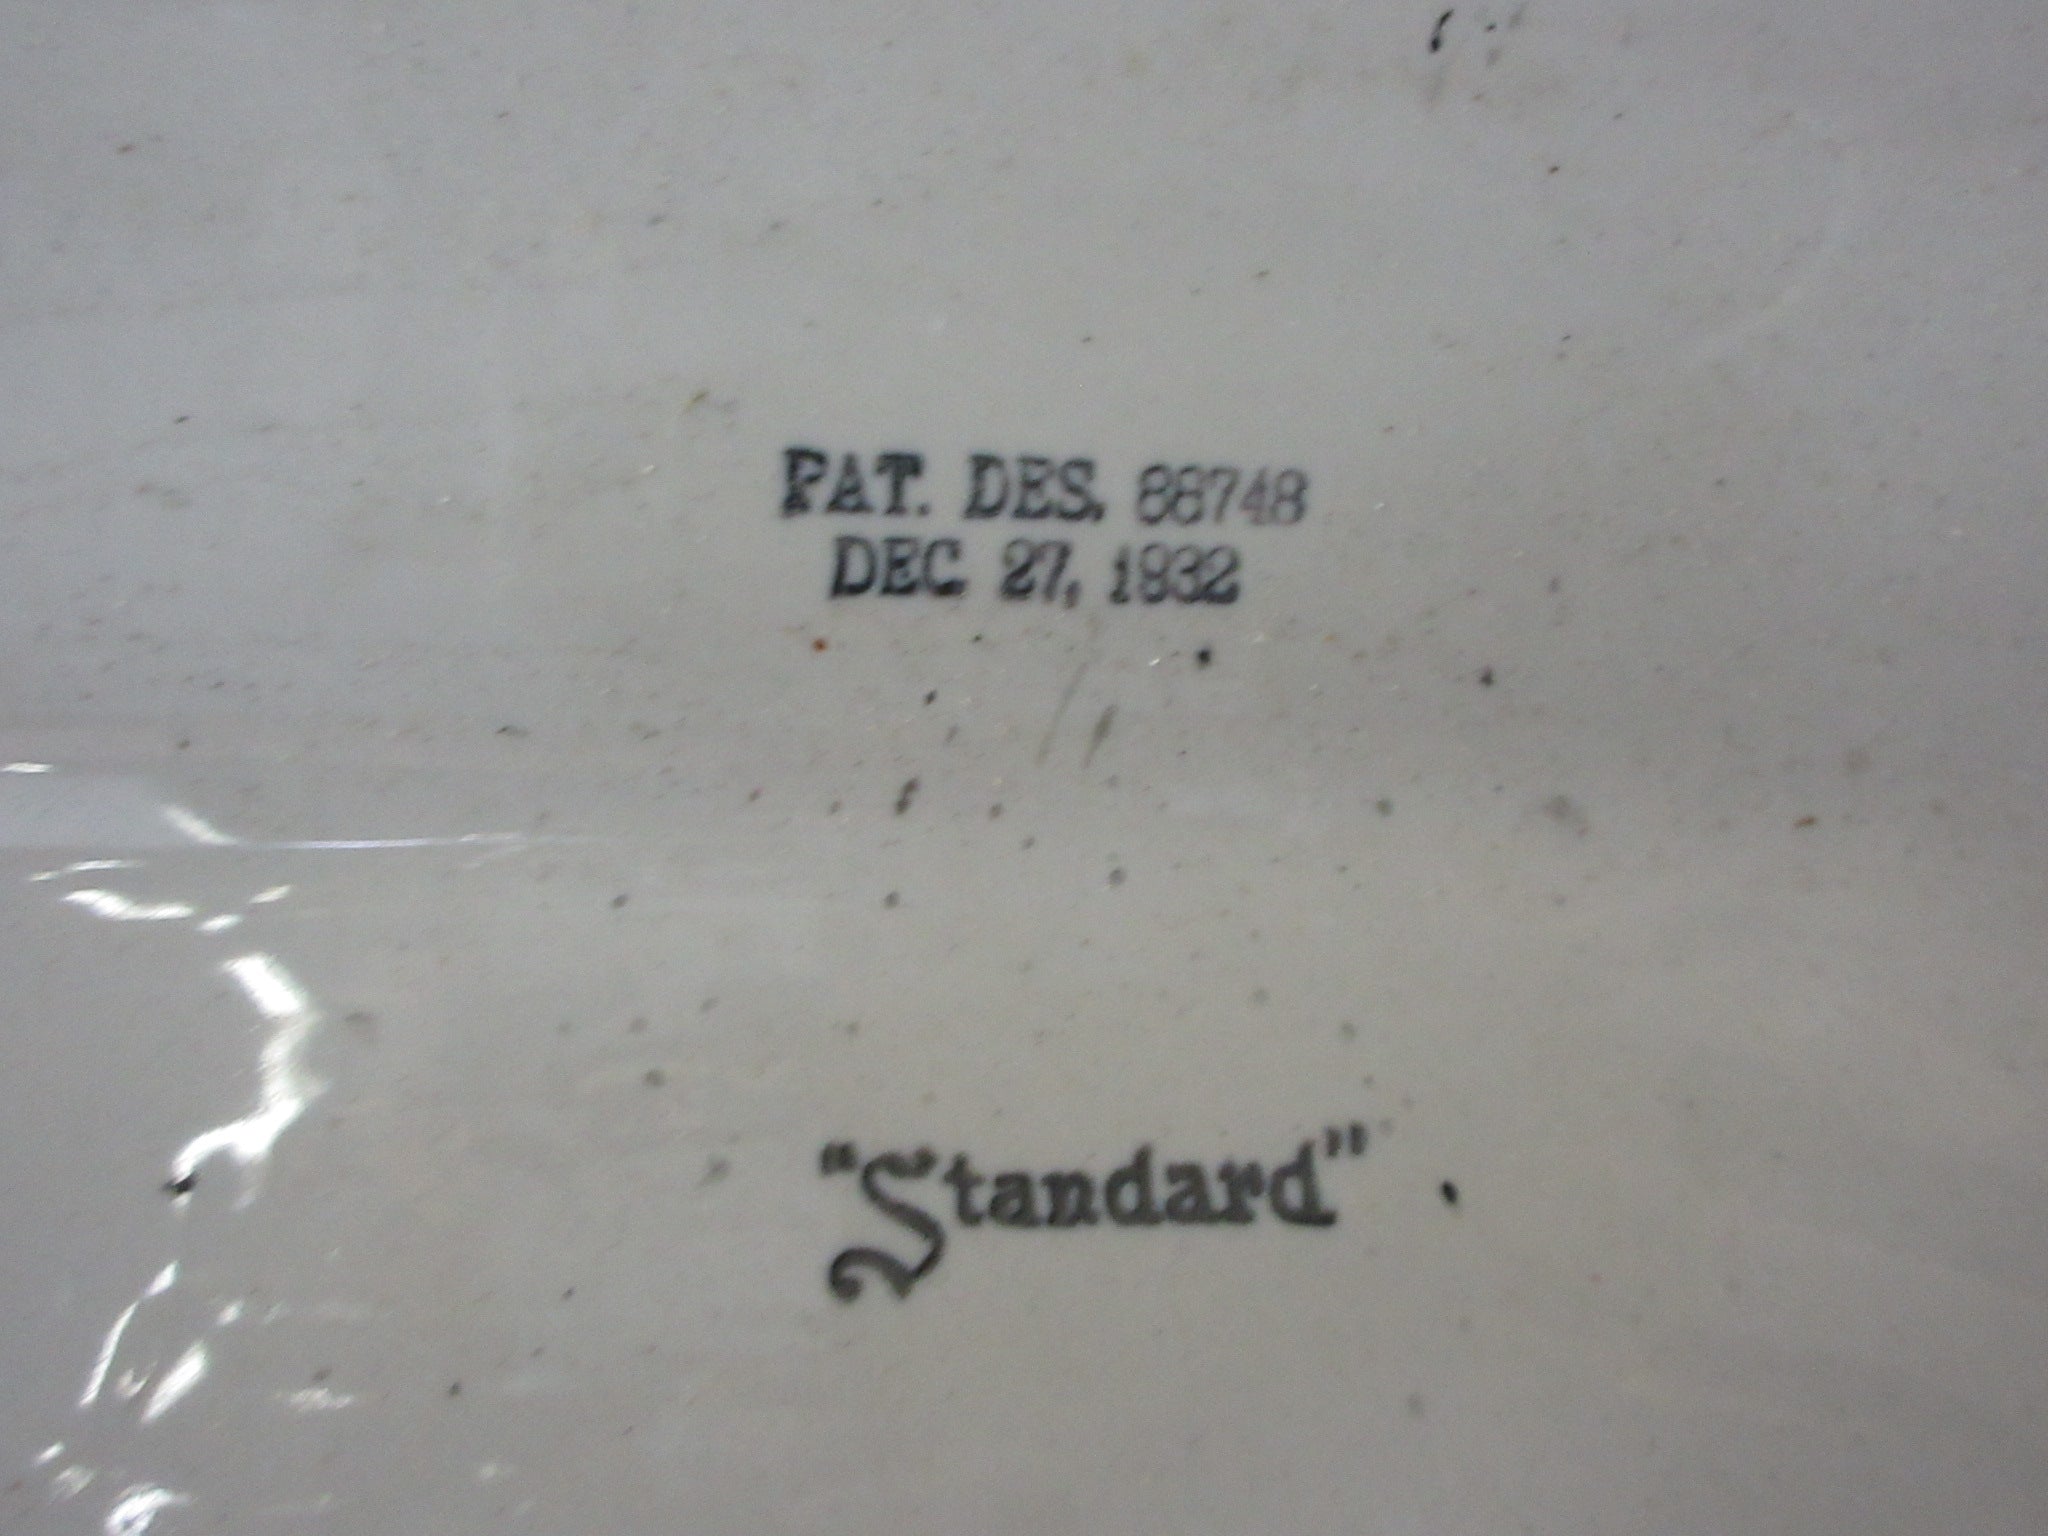 PAT. DES. 88748
DEC. 27, 1932
"Standard"